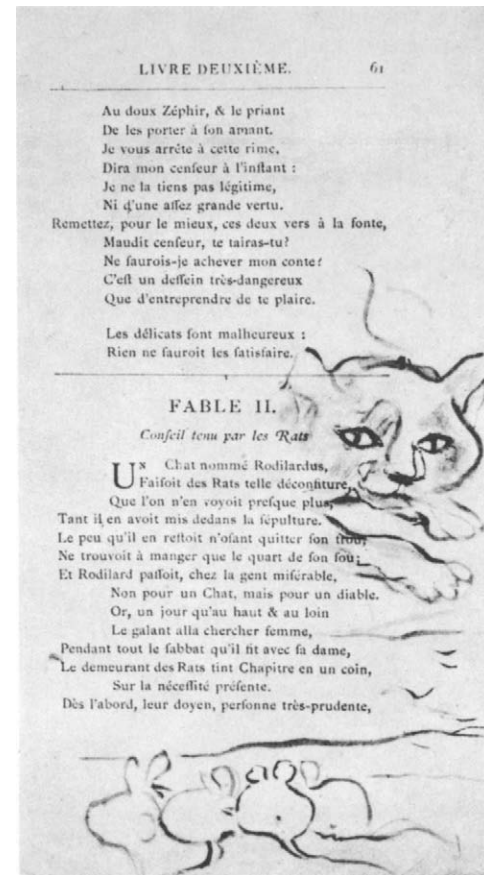 LIVRE DEUXIÈME. 61
Au doux Zéphir, & le priant
De les porter à ſon amant.
Je vous arrête à cette rime,
Dira mon cenſeur à l'inſtant :
Je ne la tiens pas légitime,
Ni d'une aſſez grande vertu.
Remettez, pour le mieux, ces deux vers à la fonte,
Maudit cenſeur, te tairas-tu?
Ne ſaurois-je achever mon conte?
C'eſt un deſſein très-dangereux
Que d'entreprendre de te plaire.
Les délicats ſont malheureux :
Rien ne ſauroit les ſatisfaire.
FABLE II.
Conſeil tenu par les Rats
UN Chat nommé Rodilardus,
Faiſoit des Rats telle déconfiture,
Que l'on n'en voyoit preſque plus,
Tant il en avoit mis dedans la ſépulture.
Le peu qu'il en reſtoit n'oſant quitter ſon trou,
Ne trouvoit à manger que le quart de ſon ſou;
Et Rodilard paſſoit, chez la gent miſérable,
Non pour un Chat, mais pour un diable.
Or, un jour qu'au haut & au loin
Le galant alla chercher femme,
Pendant tout le ſabbat qu'il fit avec ſa dame,
Le demeurant des Rats tint Chapitre en un coin,
Sur la néceſſité préſente.
Dès l'abord, leur doyen, perſonne très-prudente,